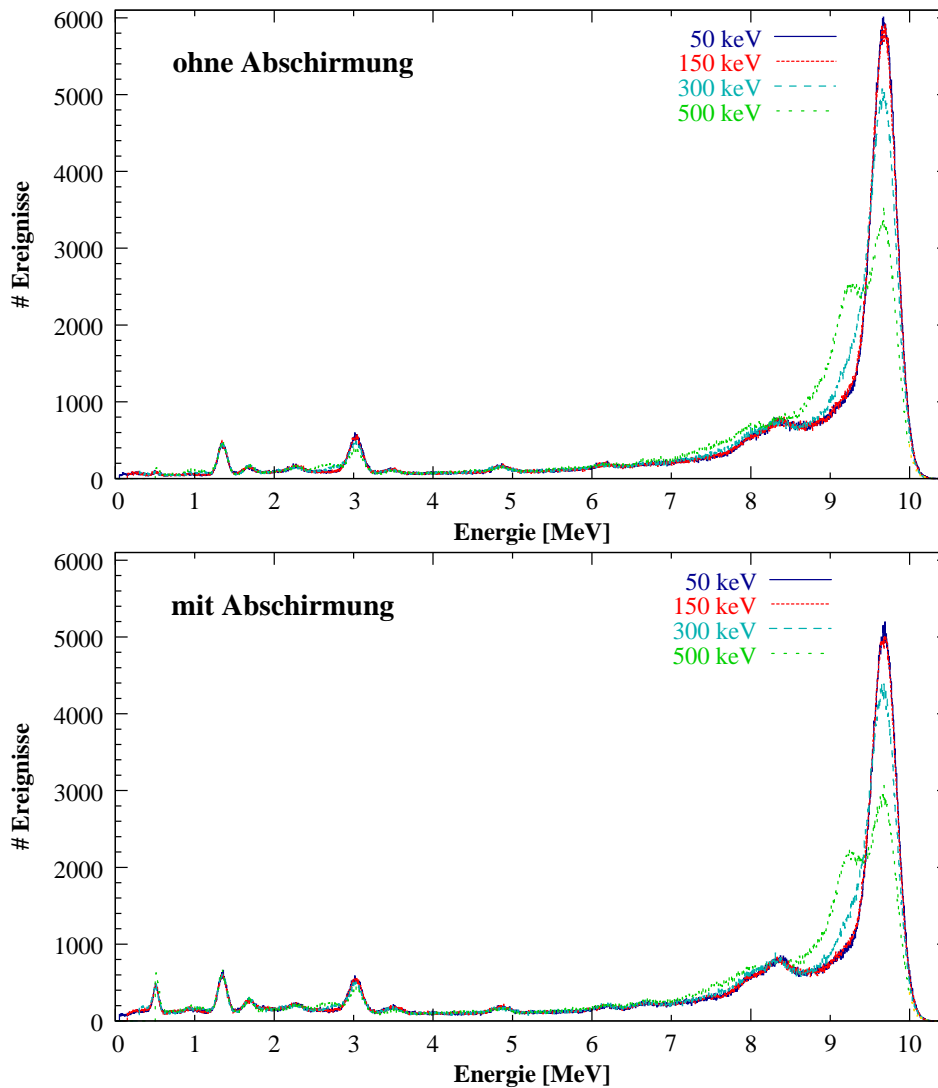 6000
5000
4000
3000
2000
1000
0
# Ereignisse
ohne Abschirmung
50 keV
150 keV
300 keV
500 keV
0 1 2 3 4 5 6 7 8 9 10
Energie [MeV]
6000
5000
4000
3000
2000
1000
0
# Ereignisse
mit Abschirmung
50 keV
150 keV
300 keV
500 keV
0 1 2 3 4 5 6 7 8 9 10
Energie [MeV]